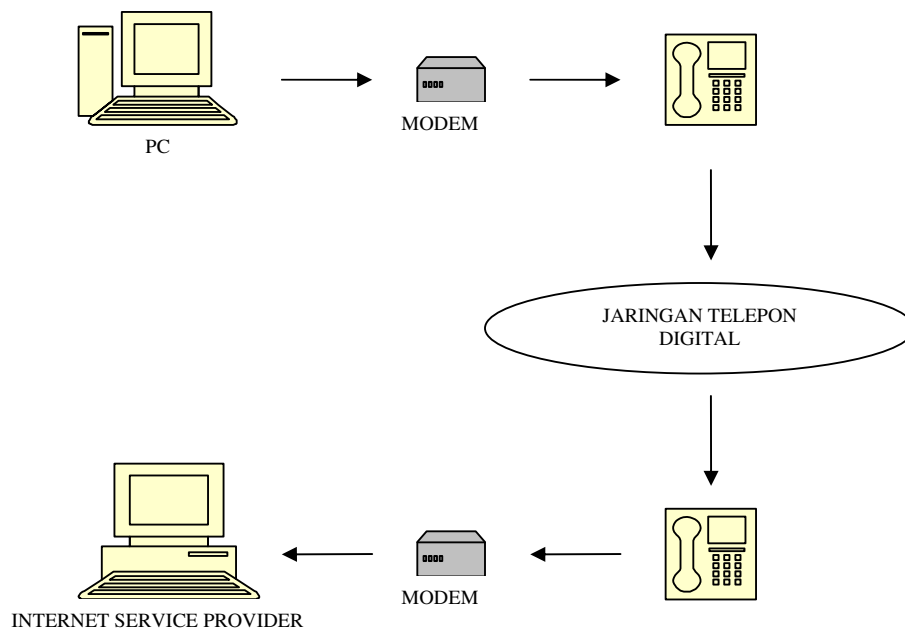 PC
MODEM
JARINGAN TELEPON
DIGITAL
INTERNET SERVICE PROVIDER
MODEM